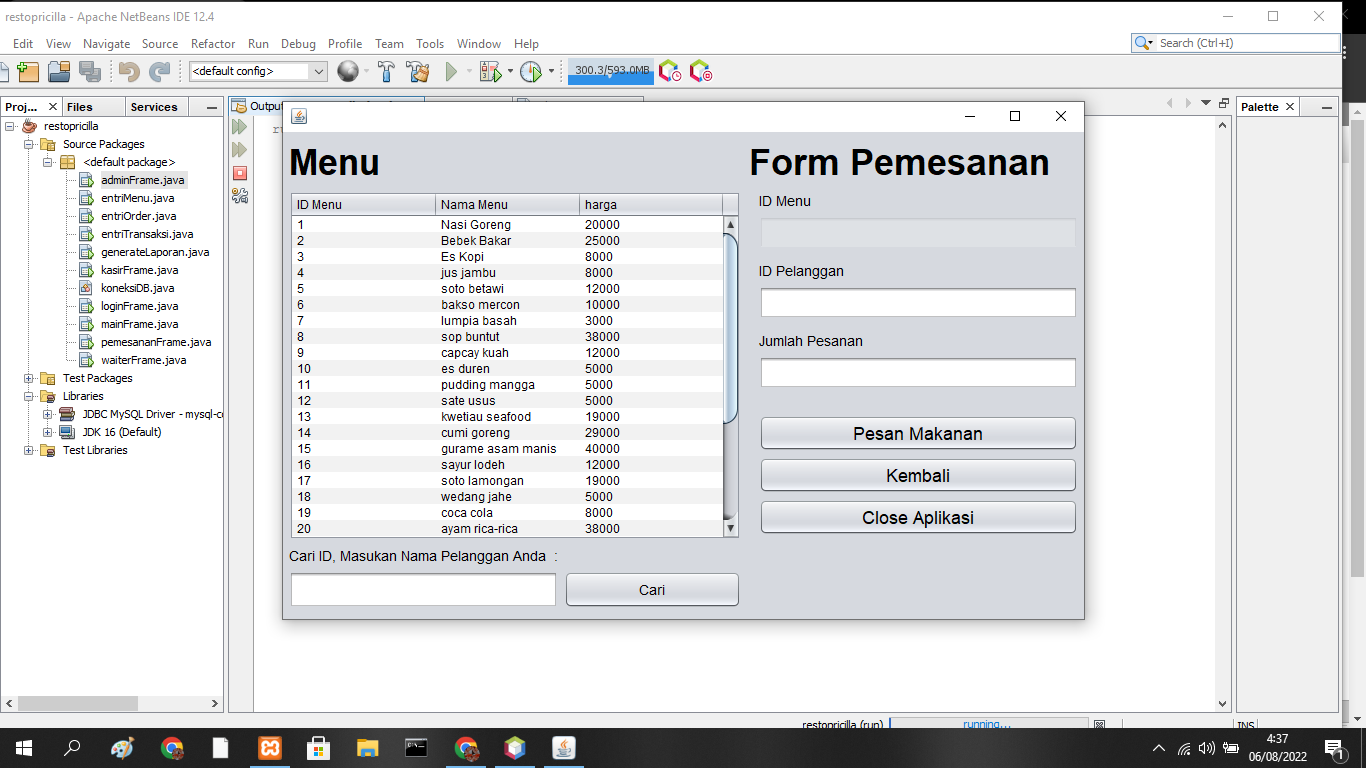 restopricilla - Apache NetBeans IDE 12.4
Edit View Navigate Source Refactor Run Debug Profile Team Tools Window Help
Search (Ctrl+I)
<default config>
300.3/593.0MB
Proj... Files Services
Output
Palette
restopricilla
Source Packages
<default package>
adminFrame.java
entriMenu.java
entriOrder.java
entriTransaksi.java
generateLaporan.java
kasirFrame.java
koneksiDB.java
loginFrame.java
mainFrame.java
pemesananFrame.java
waiterFrame.java
Test Packages
Libraries
JDBC MySQL Driver - mysql-c
JDK 16 (Default)
Test Libraries
Menu
ID Menu Nama Menu harga
1 Nasi Goreng 20000
2 Bebek Bakar 25000
3 Es Kopi 8000
4 jus jambu 8000
5 soto betawi 12000
6 bakso mercon 10000
7 lumpia basah 3000
8 sop buntut 38000
9 capcay kuah 12000
10 es duren 5000
11 pudding mangga 5000
12 sate usus 5000
13 kwetiau seafood 19000
14 cumi goreng 29000
15 gurame asam manis 40000
16 sayur lodeh 12000
17 soto lamongan 19000
18 wedang jahe 5000
19 coca cola 8000
20 ayam rica-rica 38000
Cari ID, Masukan Nama Pelanggan Anda :
Cari
Form Pemesanan
ID Menu
ID Pelanggan
Jumlah Pesanan
Pesan Makanan
Kembali
Close Aplikasi
restopricilla (run) running... INS
4:37
06/08/2022
1